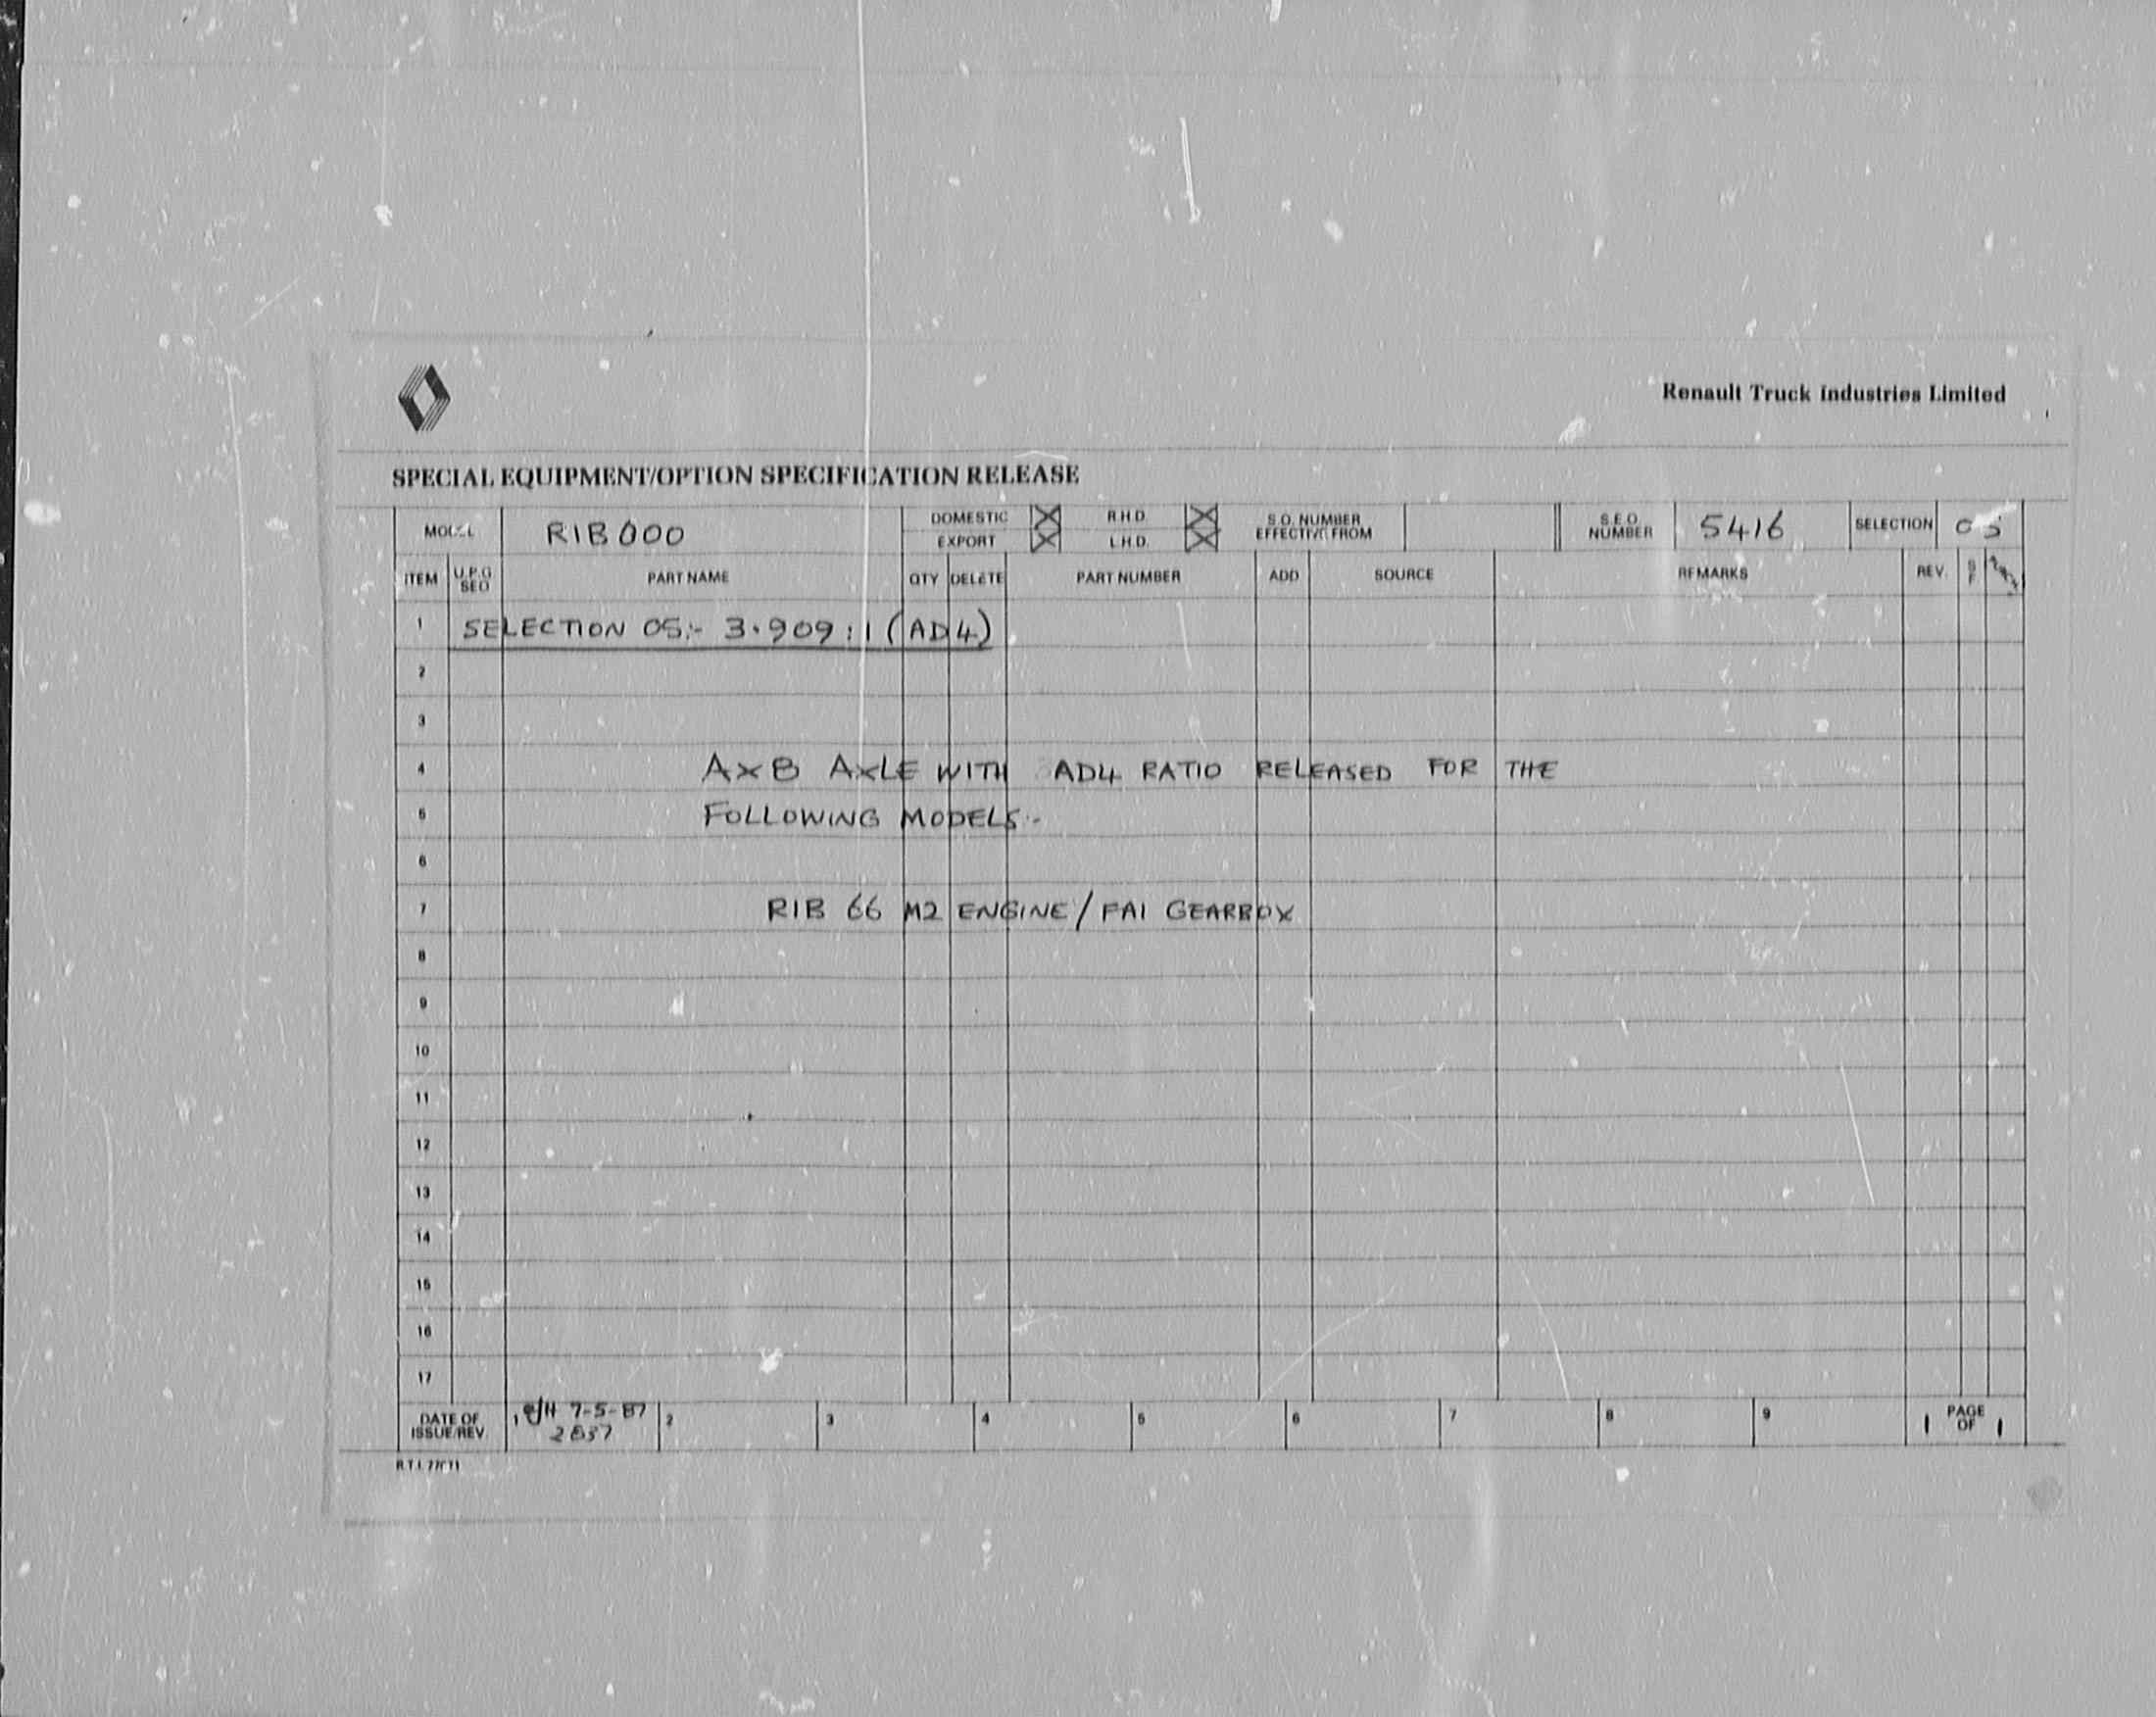 Renault Truck Industries Limited
SPECIAL EQUIPMENT/OPTION SPECIFICATION RELEASE
MODEL R1B000 DOMESTIC R.H.D. S.O. NUMBER EFFECTIVE FROM S.E.O. NUMBER 5416 SELECTION 05
EXPORT L.H.D.
ITEM U.P.G SEQ PART NAME QTY DELETE PART NUMBER ADD SOURCE REMARKS REV.
1 SELECTION 05:- 3.909:1 (AD4)
2
3
4 AXB AXLE WITH AD4 RATIO RELEASED FOR THE
5 FOLLOWING MODELS:-
6
7 R1B 66 M2 ENGINE/FA1 GEARBOX
8
9
10
11
12
13
14
15
16
17
DATE OF ISSUE/REV. 1 7-5-87 2 3 4 5 6 7 8 9 1 PAGE OF 1
R.T.I.